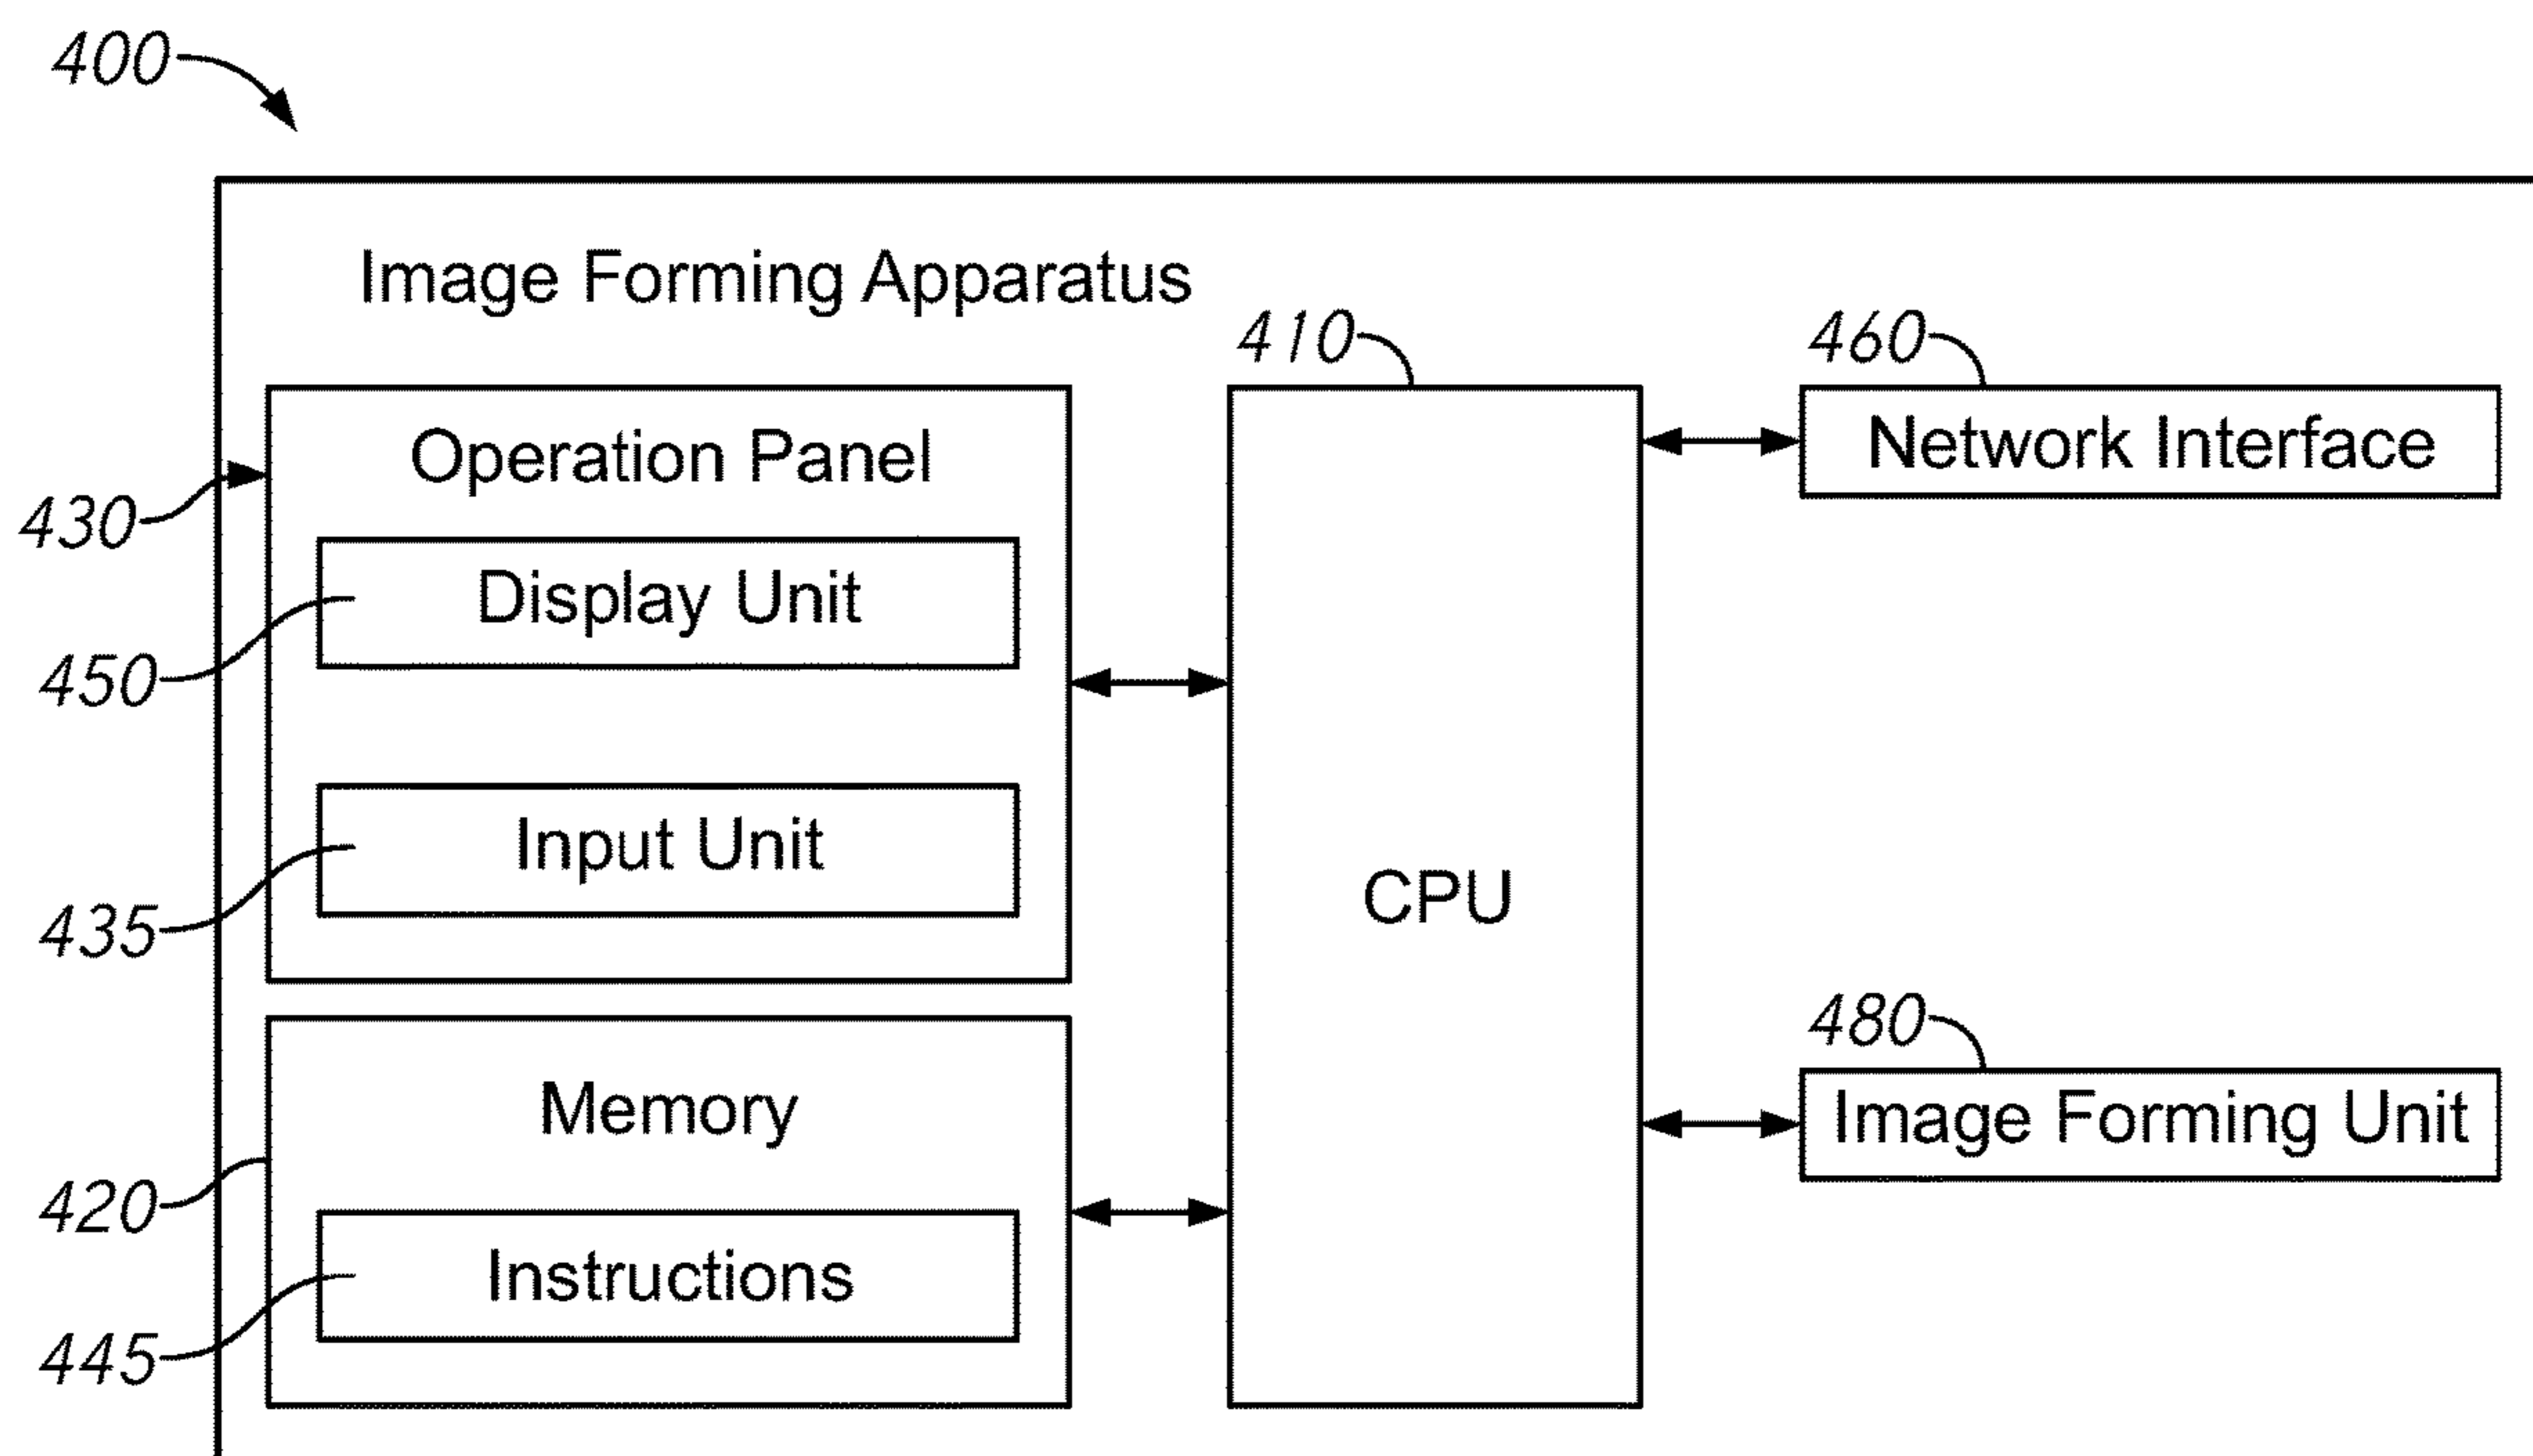 400
Image Forming Apparatus
410
460
Operation Panel
Network Interface
430
Display Unit
450
Input Unit
CPU
435
480
Memory
Image Forming Unit
420
Instructions
445